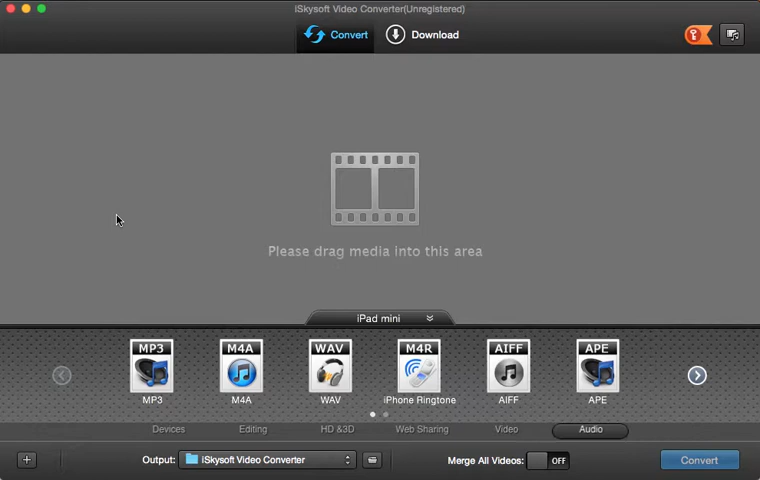 iSkysoft Video Converter(Unregistered)
Convert
Download
Please drag media into this area
iPad mini
MP3 M4A WAV M4R AIFF APE
MP3 M4A WAV iPhone Ringtone AIFF APE
Devices Editing HD &3D Web Sharing Video Audio
Output: iSkysoft Video Converter Merge All Videos: OFF Convert